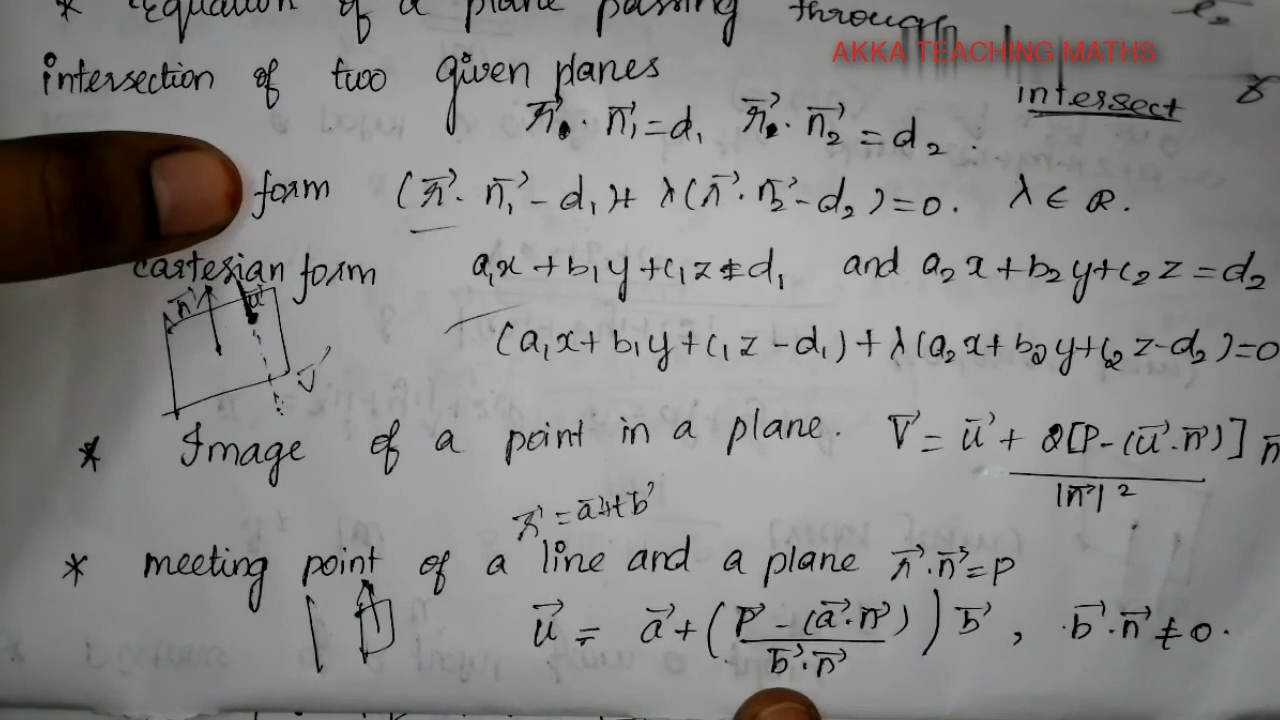 * Equation of a plane passing through
AKKA TEACHING MATHS
intersection of two given planes
intersect
r⃗ · n⃗₁ = d₁ r⃗ · n⃗₂ = d₂ .
form (r⃗ · n⃗₁ - d₁) + λ(r⃗ · n⃗₂ - d₂) = 0. λ ∈ R.
cartesian form a₁x + b₁y + c₁z = d₁ and a₂x + b₂y + c₂z = d₂
n⃗ u⃗
(a₁x + b₁y + c₁z - d₁) + λ(a₂x + b₂y + c₂z - d₂) = 0
v⃗
* Image of a point in a plane. v⃗ = u⃗ + 2[P - (u⃗ · n⃗)] / |n⃗|² n⃗
r⃗ = a⃗ + t b⃗
* meeting point of a line and a plane r⃗ · n⃗ = P
u⃗ = a⃗ + (P - (a⃗ · n⃗) / b⃗ · n⃗) b⃗ , b⃗ · n⃗ ≠ 0.